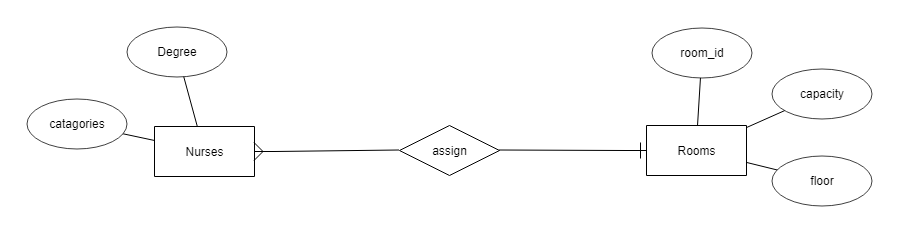 Degree
room_id
capacity
catagories
Nurses
assign
Rooms
floor